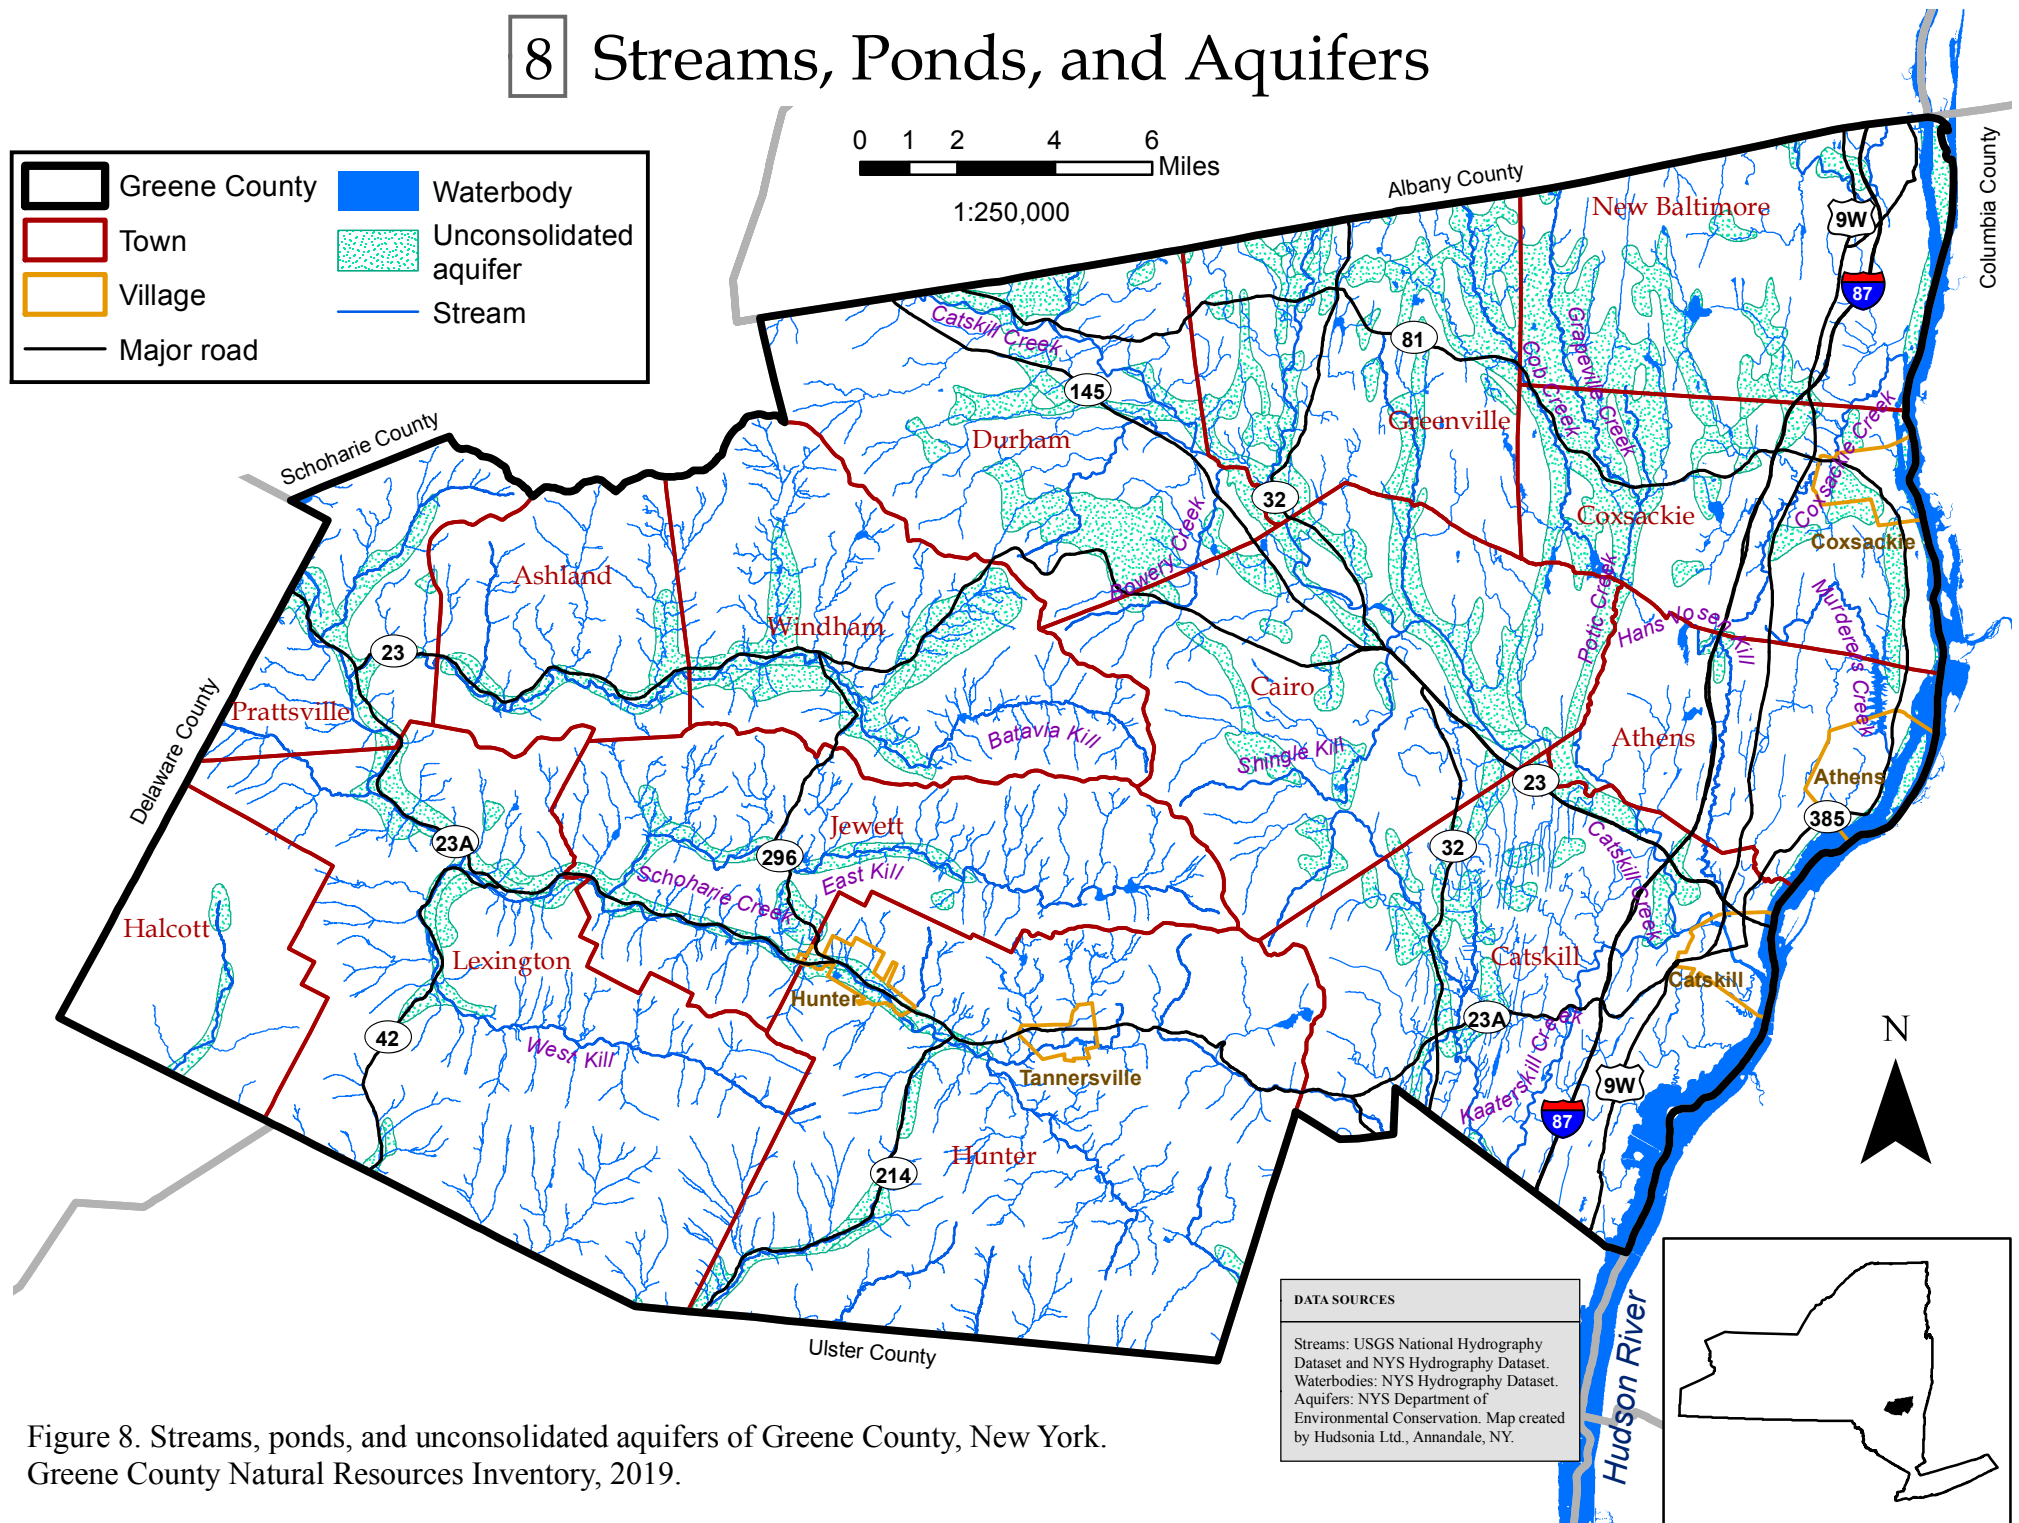 8 Streams, Ponds, and Aquifers
0 1 2 4 6
Miles
1:250,000
Greene County
Town
Village
Major road
Waterbody
Unconsolidated
aquifer
Stream
Albany County
Columbia County
Schoharie County
Delaware County
Ulster County
New Baltimore
9W
87
Catskill Creek
81
Grapeville Creek
Cob Creek
145
Durham
Greenville
Coxsackie Creek
32
Coxsackie
Coxsackie
Bowery Creek
Potic Creek
Hans Vosen Kill
Murderers Creek
Ashland
Windham
23
Prattsville
Cairo
Batavia Kill
Shingle Kill
Athens
Athens
23
385
Jewett
23A
296
East Kill
Schoharie Creek
32
Catskill Creek
Halcott
Lexington
Catskill
Catskill
Hunter
23A
42
West Kill
Tannersville
Kaaterskill Creek
9W
87
Hunter
214
N
Hudson River
DATA SOURCES
Streams: USGS National Hydrography
Dataset and NYS Hydrography Dataset.
Waterbodies: NYS Hydrography Dataset.
Aquifers: NYS Department of
Environmental Conservation. Map created
by Hudsonia Ltd., Annandale, NY.
Figure 8. Streams, ponds, and unconsolidated aquifers of Greene County, New York.
Greene County Natural Resources Inventory, 2019.